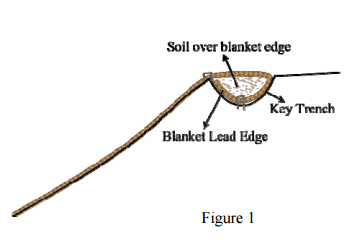 Soil over blanket edge
Key Trench
Blanket Lead Edge
Figure 1